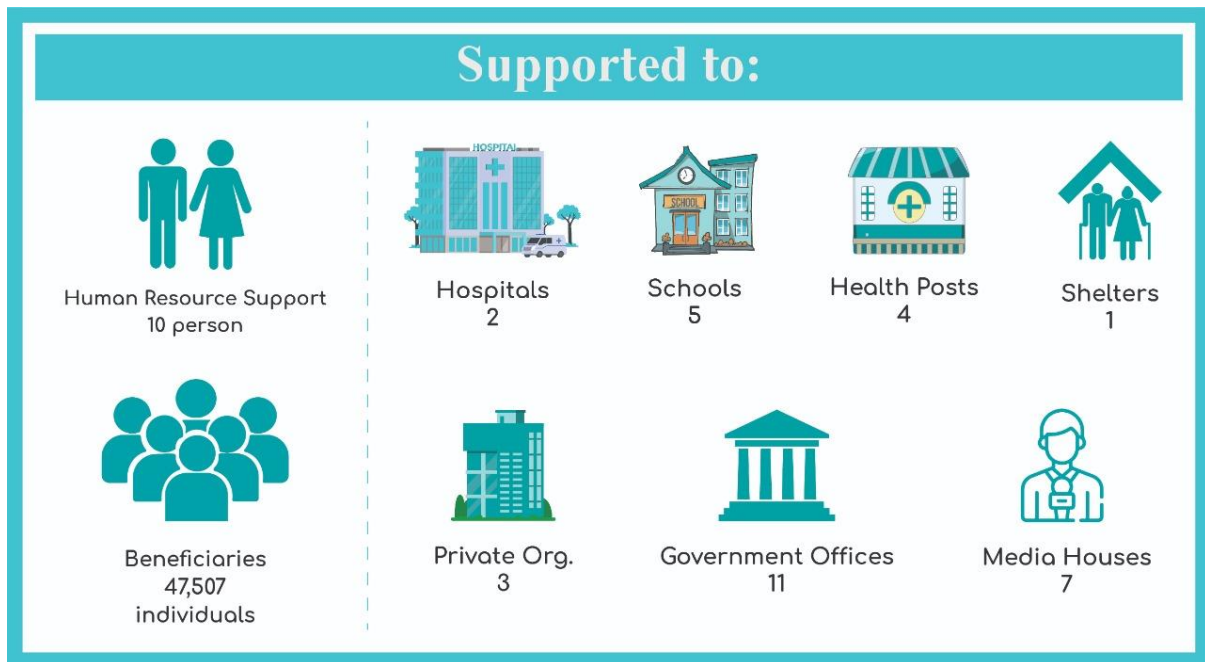 Supported to:
Human Resource Support
10 person
Beneficiaries
47,507
individuals
HOSPITAL
Hospitals
2
SCHOOL
Schools
5
Health Posts
4
Shelters
1
Private Org.
3
Government Offices
11
Media Houses
7